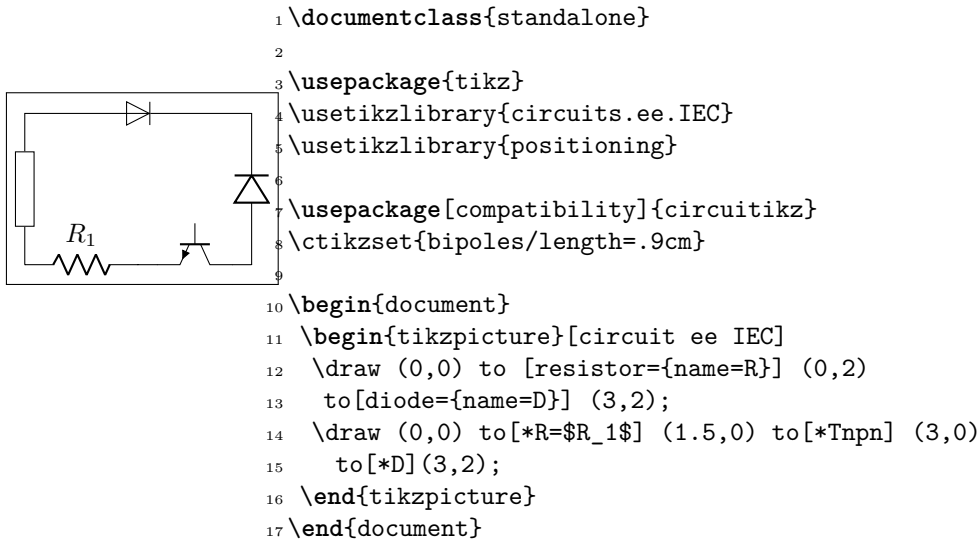 1 \documentclass{standalone}
2
3 \usepackage{tikz}
4 \usetikzlibrary{circuits.ee.IEC}
5 \usetikzlibrary{positioning}
6
7 \usepackage[compatibility]{circuitikz}
8 \ctikzset{bipoles/length=.9cm}
9
10 \begin{document}
11 \begin{tikzpicture}[circuit ee IEC]
12 \draw (0,0) to [resistor={name=R}] (0,2)
13 to[diode={name=D}] (3,2);
14 \draw (0,0) to[*R=$R_1$] (1.5,0) to[*Tnpn] (3,0)
15 to[*D](3,2);
16 \end{tikzpicture}
17 \end{document}
R1